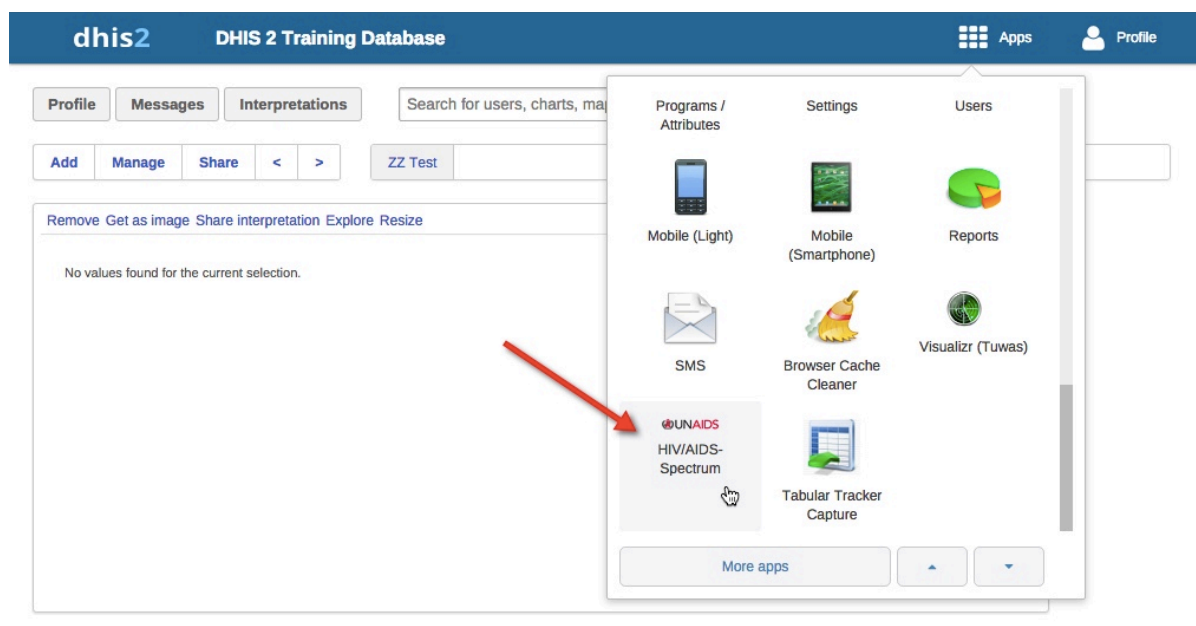 dhis2 DHIS 2 Training Database Apps Profile
Profile Messages Interpretations Search for users, charts, ma
Add Manage Share < > ZZ Test
Remove Get as image Share interpretation Explore Resize
No values found for the current selection.
Programs /
Attributes
Settings
Users
Mobile (Light)
Mobile
(Smartphone)
Reports
SMS
Browser Cache
Cleaner
Visualizr (Tuwas)
UNAIDS
HIV/AIDS-
Spectrum
Tabular Tracker
Capture
More apps